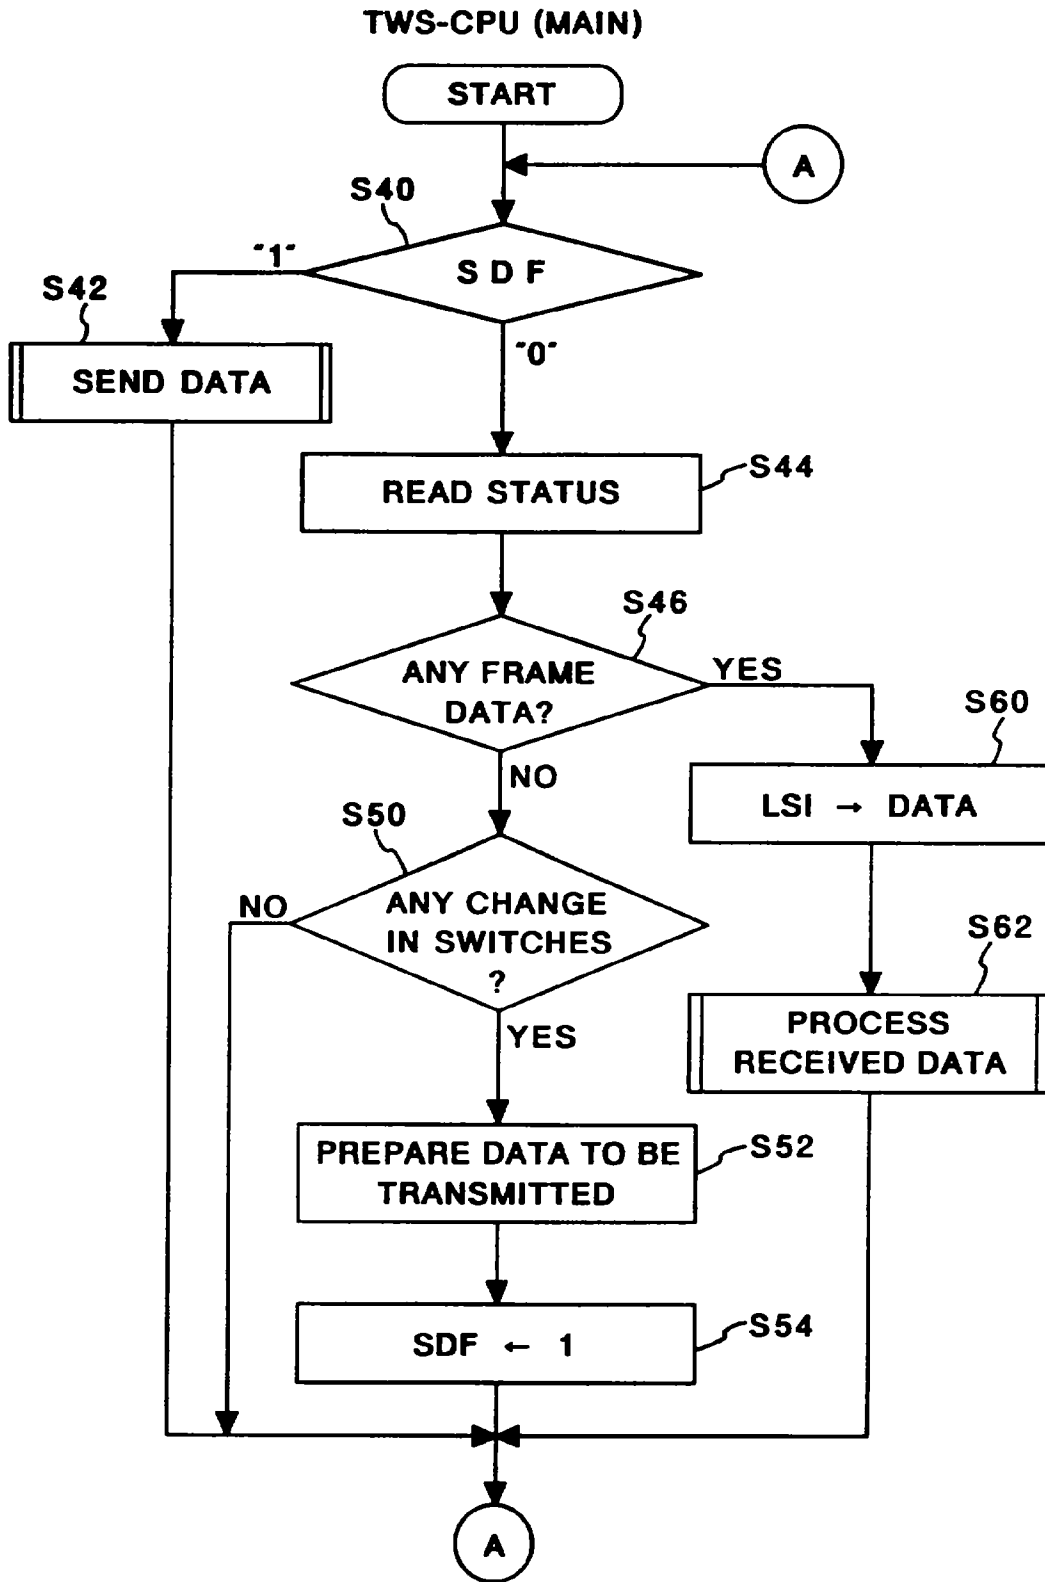 TWS-CPU (MAIN)
START
A
S40
"1"
S D F
S42
"0"
SEND DATA
S44
READ STATUS
S46
ANY FRAME
DATA?
YES
S60
NO
LSI → DATA
S50
NO
ANY CHANGE
IN SWITCHES
?
S62
YES
PROCESS
RECEIVED DATA
PREPARE DATA TO BE
TRANSMITTED
S52
SDF ← 1
S54
A